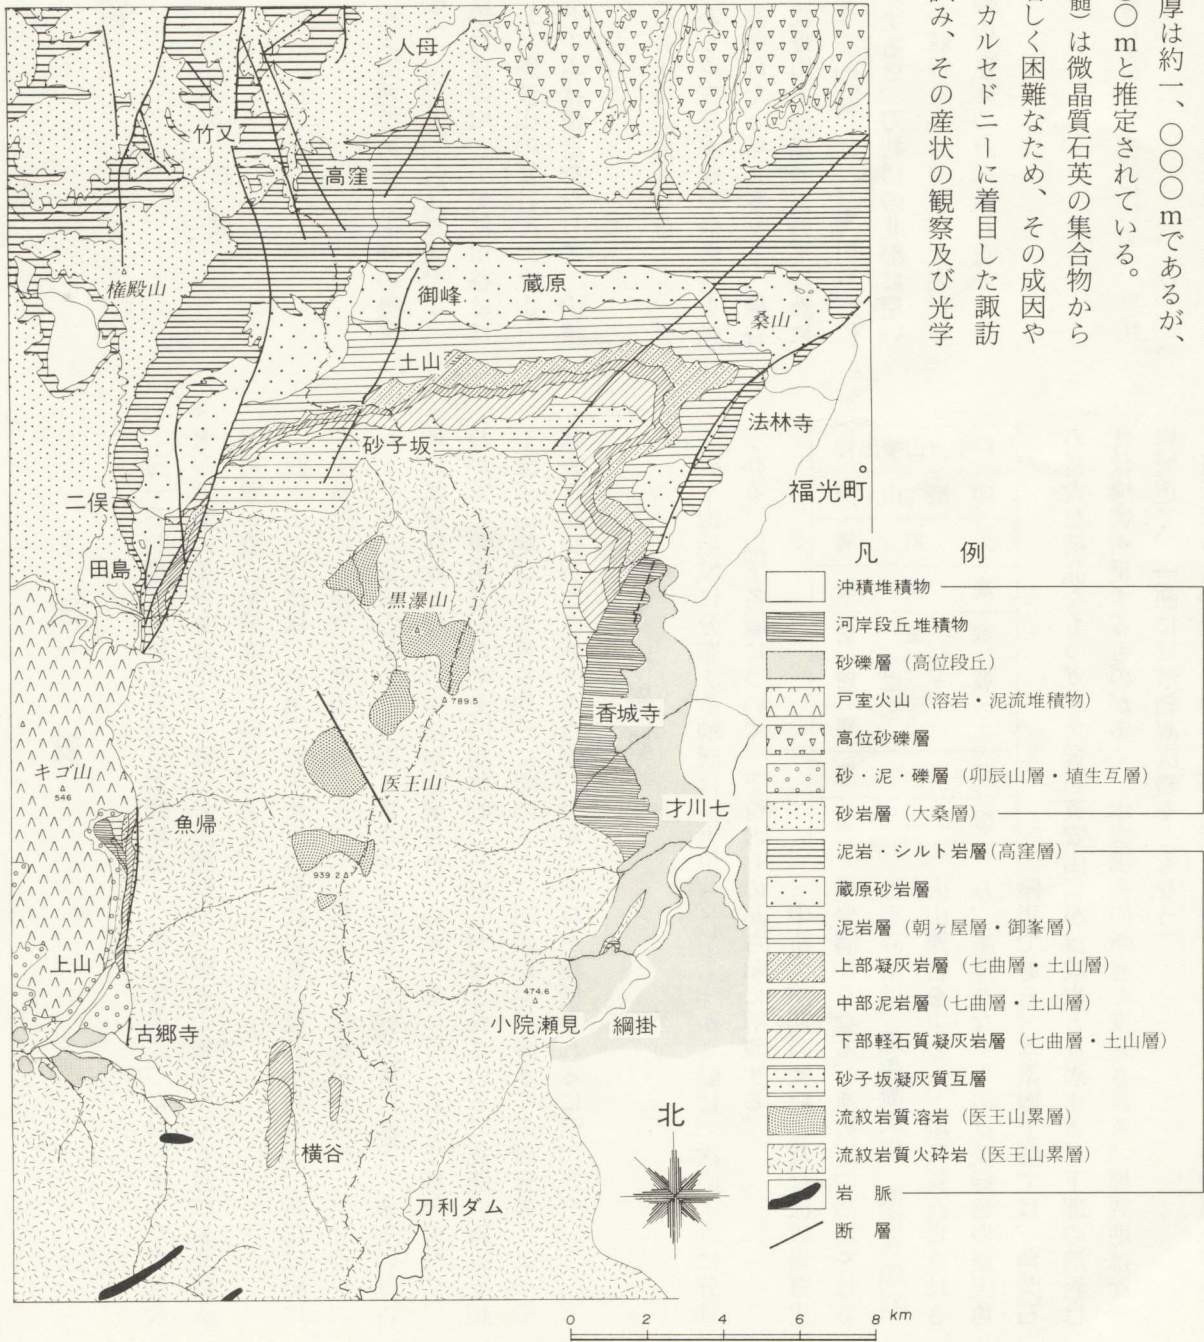 厚は約一、〇〇〇ｍであるが、
〇ｍと推定されている。
髄）は微晶質石英の集合物から
しく困難なため、その成因や
カルセドニーに着目した諏訪
み、その産状の観察及び光学
人母
竹又
高窪
権殿山
御峰
蔵原
桑山
土山
砂子坂
法林寺
福光町
二俣
田島
黒瀑山
789.5
香城寺
医王山
キゴ山
546
魚帰
才川七
939.2
上山
474.6
小院瀬見
綱掛
古郷寺
横谷
刀利ダム
北
凡 例
沖積堆積物
河岸段丘堆積物
砂礫層（高位段丘）
戸室火山（溶岩・泥流堆積物）
高位砂礫層
砂・泥・礫層（卯辰山層・埴生互層）
砂岩層（大桑層）
泥岩・シルト岩層（高窪層）
蔵原砂岩層
泥岩層（朝ヶ屋層・御峯層）
上部凝灰岩層（七曲層・土山層）
中部泥岩層（七曲層・土山層）
下部軽石質凝灰岩層（七曲層・土山層）
砂子坂凝灰質互層
流紋岩質溶岩（医王山累層）
流紋岩質火砕岩（医王山累層）
岩 脈
断 層
0 2 4 6 8 km